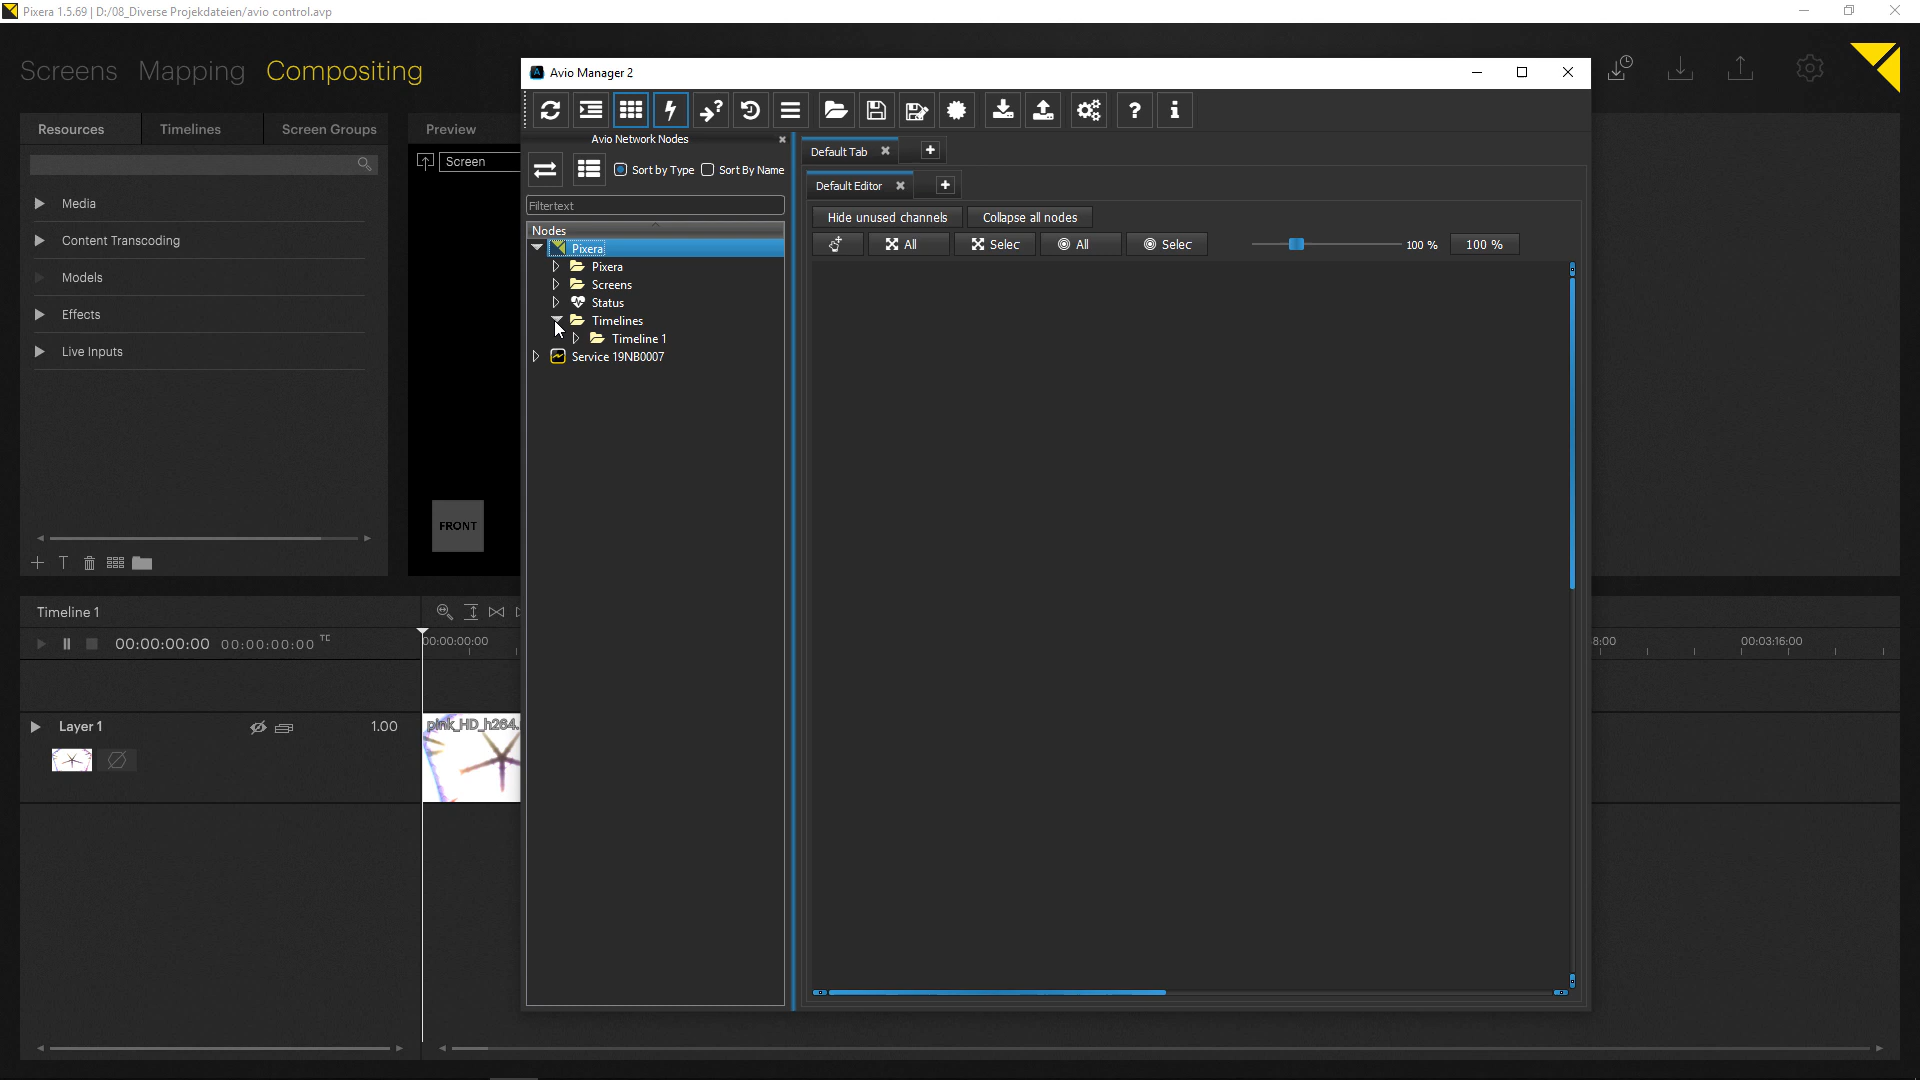 Pixera 1.5.69 | D:/08_Diverse Projekdateien/avio control.avp
Screens Mapping Compositing
Resources Timelines Screen Groups
Media
Content Transcoding
Models
Effects
Live Inputs
Preview
Screen
FRONT
Avio Manager 2
Avio Network Nodes
Sort by Type Sort By Name
Filtertext
Nodes
Pixera
Pixera
Screens
Status
Timelines
Timeline 1
Service 19NB0007
Default Tab
Default Editor
Hide unused channels Collapse all nodes
All Selec All Selec 100 % 100 %
Timeline 1
00:00:00:00 00:00:00:00 TC
00:00:00:00
8:00 00:03:16:00
Layer 1 1.00
pink_HD_h264.